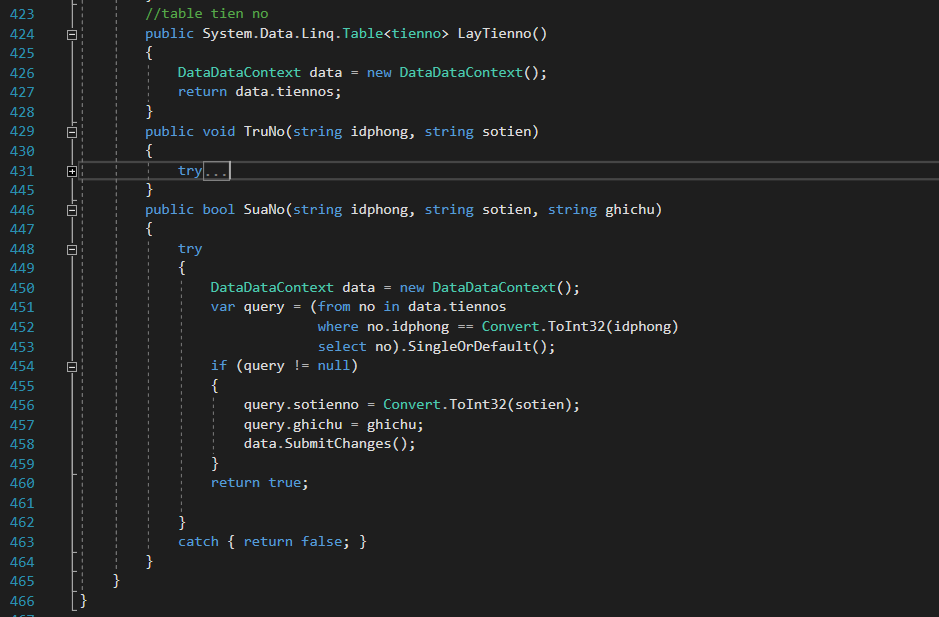 423 //table tien no
424 public System.Data.Linq.Table<tienno> LayTienno()
425 {
426 DataDataContext data = new DataDataContext();
427 return data.tiennos;
428 }
429 public void TruNo(string idphong, string sotien)
430 {
431 try...
445 }
446 public bool SuaNo(string idphong, string sotien, string ghichu)
447 {
448 try
449 {
450 DataDataContext data = new DataDataContext();
451 var query = (from no in data.tiennos
452 where no.idphong == Convert.ToInt32(idphong)
453 select no).SingleOrDefault();
454 if (query != null)
455 {
456 query.sotienno = Convert.ToInt32(sotien);
457 query.ghichu = ghichu;
458 data.SubmitChanges();
459 }
460 return true;
461
462 }
463 catch { return false; }
464 }
465 }
466 }